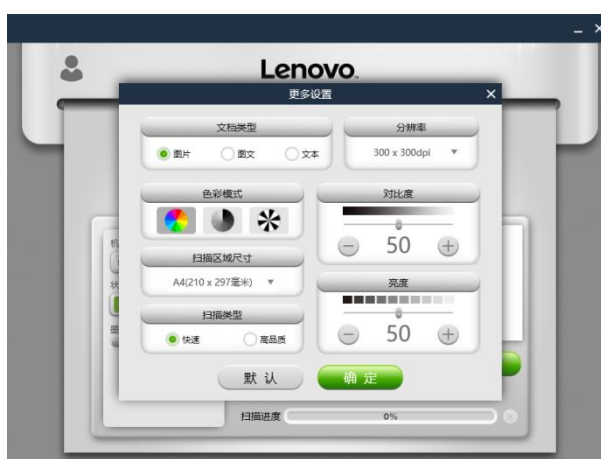 Lenovo
更多设置
文档类型
分辨率
图片 图文 文本
300 x 300dpi
色彩模式
对比度
50
扫描区域尺寸
A4(210 x 297毫米)
亮度
扫描类型
快速 高品质
50
默认 确定
机
状
墨
扫描进度 0%